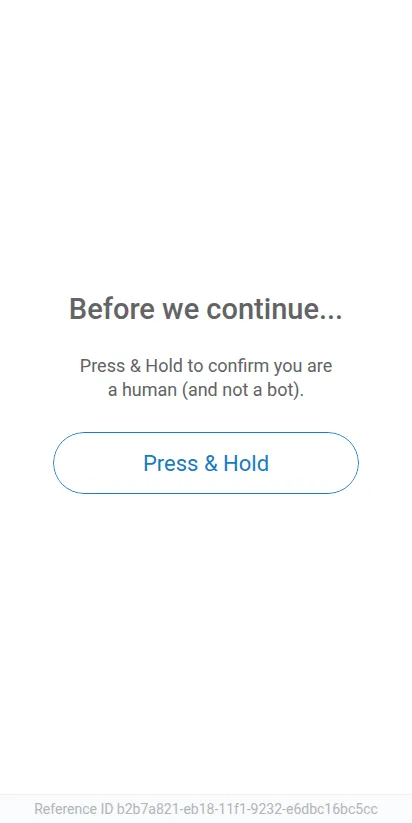 Before we continue...
Press & Hold to confirm you are
a human (and not a bot).
Press & Hold
Reference ID b2b7a821-eb18-11f1-9232-e6dbc16bc5cc